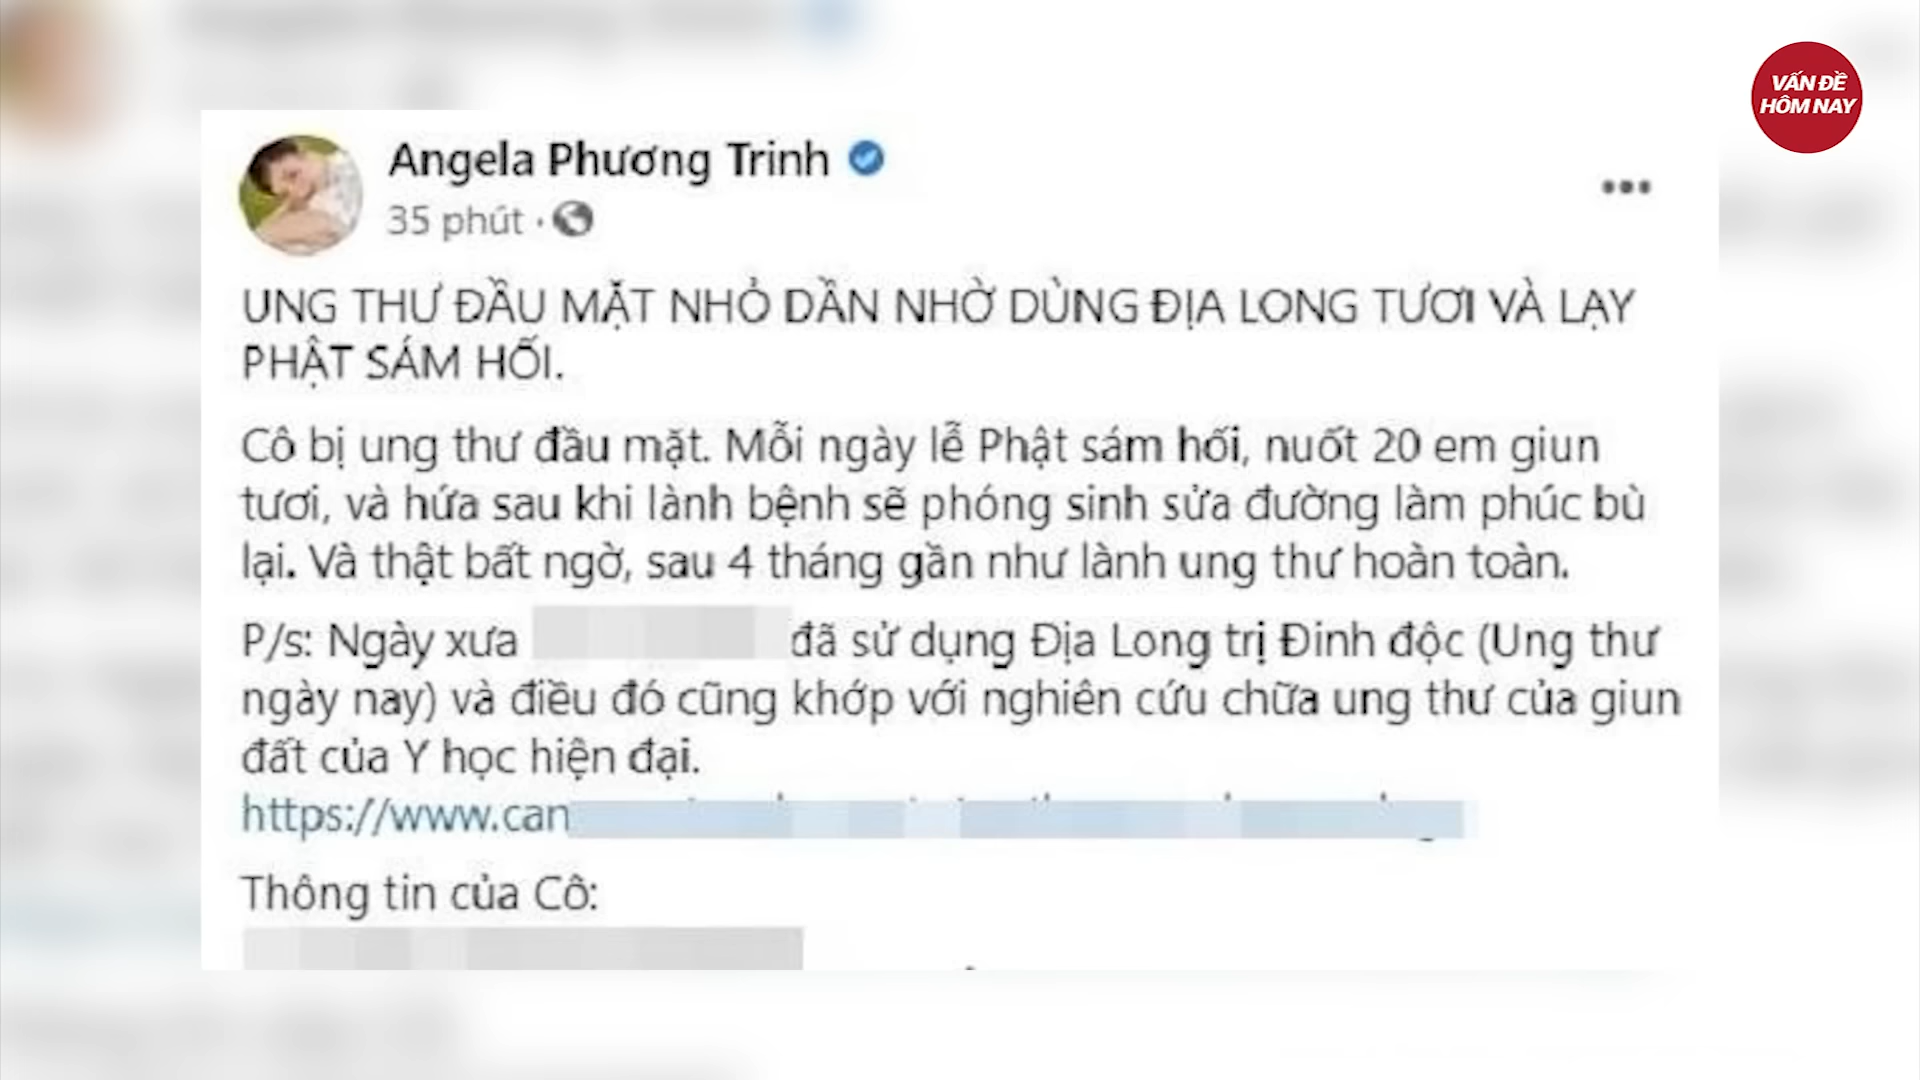 VẤN ĐỀ
HÔM NAY
Angela Phương Trinh
35 phút ·
UNG THƯ ĐẦU MẶT NHỎ DẦN NHỜ DÙNG ĐỊA LONG TƯƠI VÀ LẠY
PHẬT SÁM HỐI.
Cô bị ung thư đầu mặt. Mỗi ngày lễ Phật sám hối, nuốt 20 em giun
tươi, và hứa sau khi lành bệnh sẽ phóng sinh sửa đường làm phúc bù
lại. Và thật bất ngờ, sau 4 tháng gần như lành ung thư hoàn toàn.
P/s: Ngày xưa đã sử dụng Địa Long trị Đinh độc (Ung thư
ngày nay) và điều đó cũng khớp với nghiên cứu chữa ung thư của giun
đất của Y học hiện đại.
https://www.can
Thông tin của Cô: